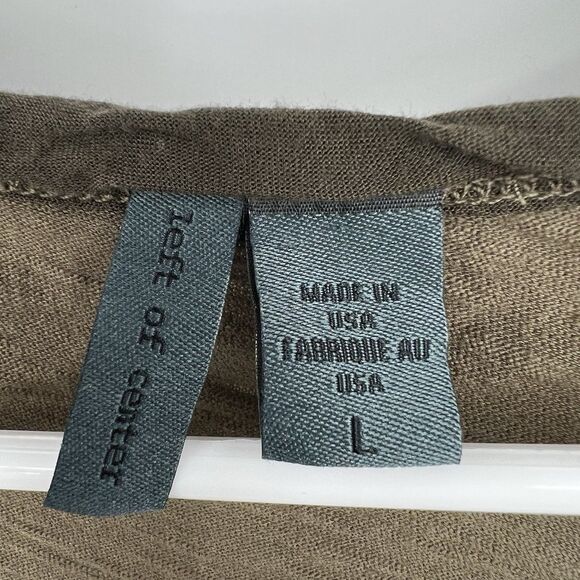 left of center
MADE IN
USA
FABRIQUE AU
USA
L